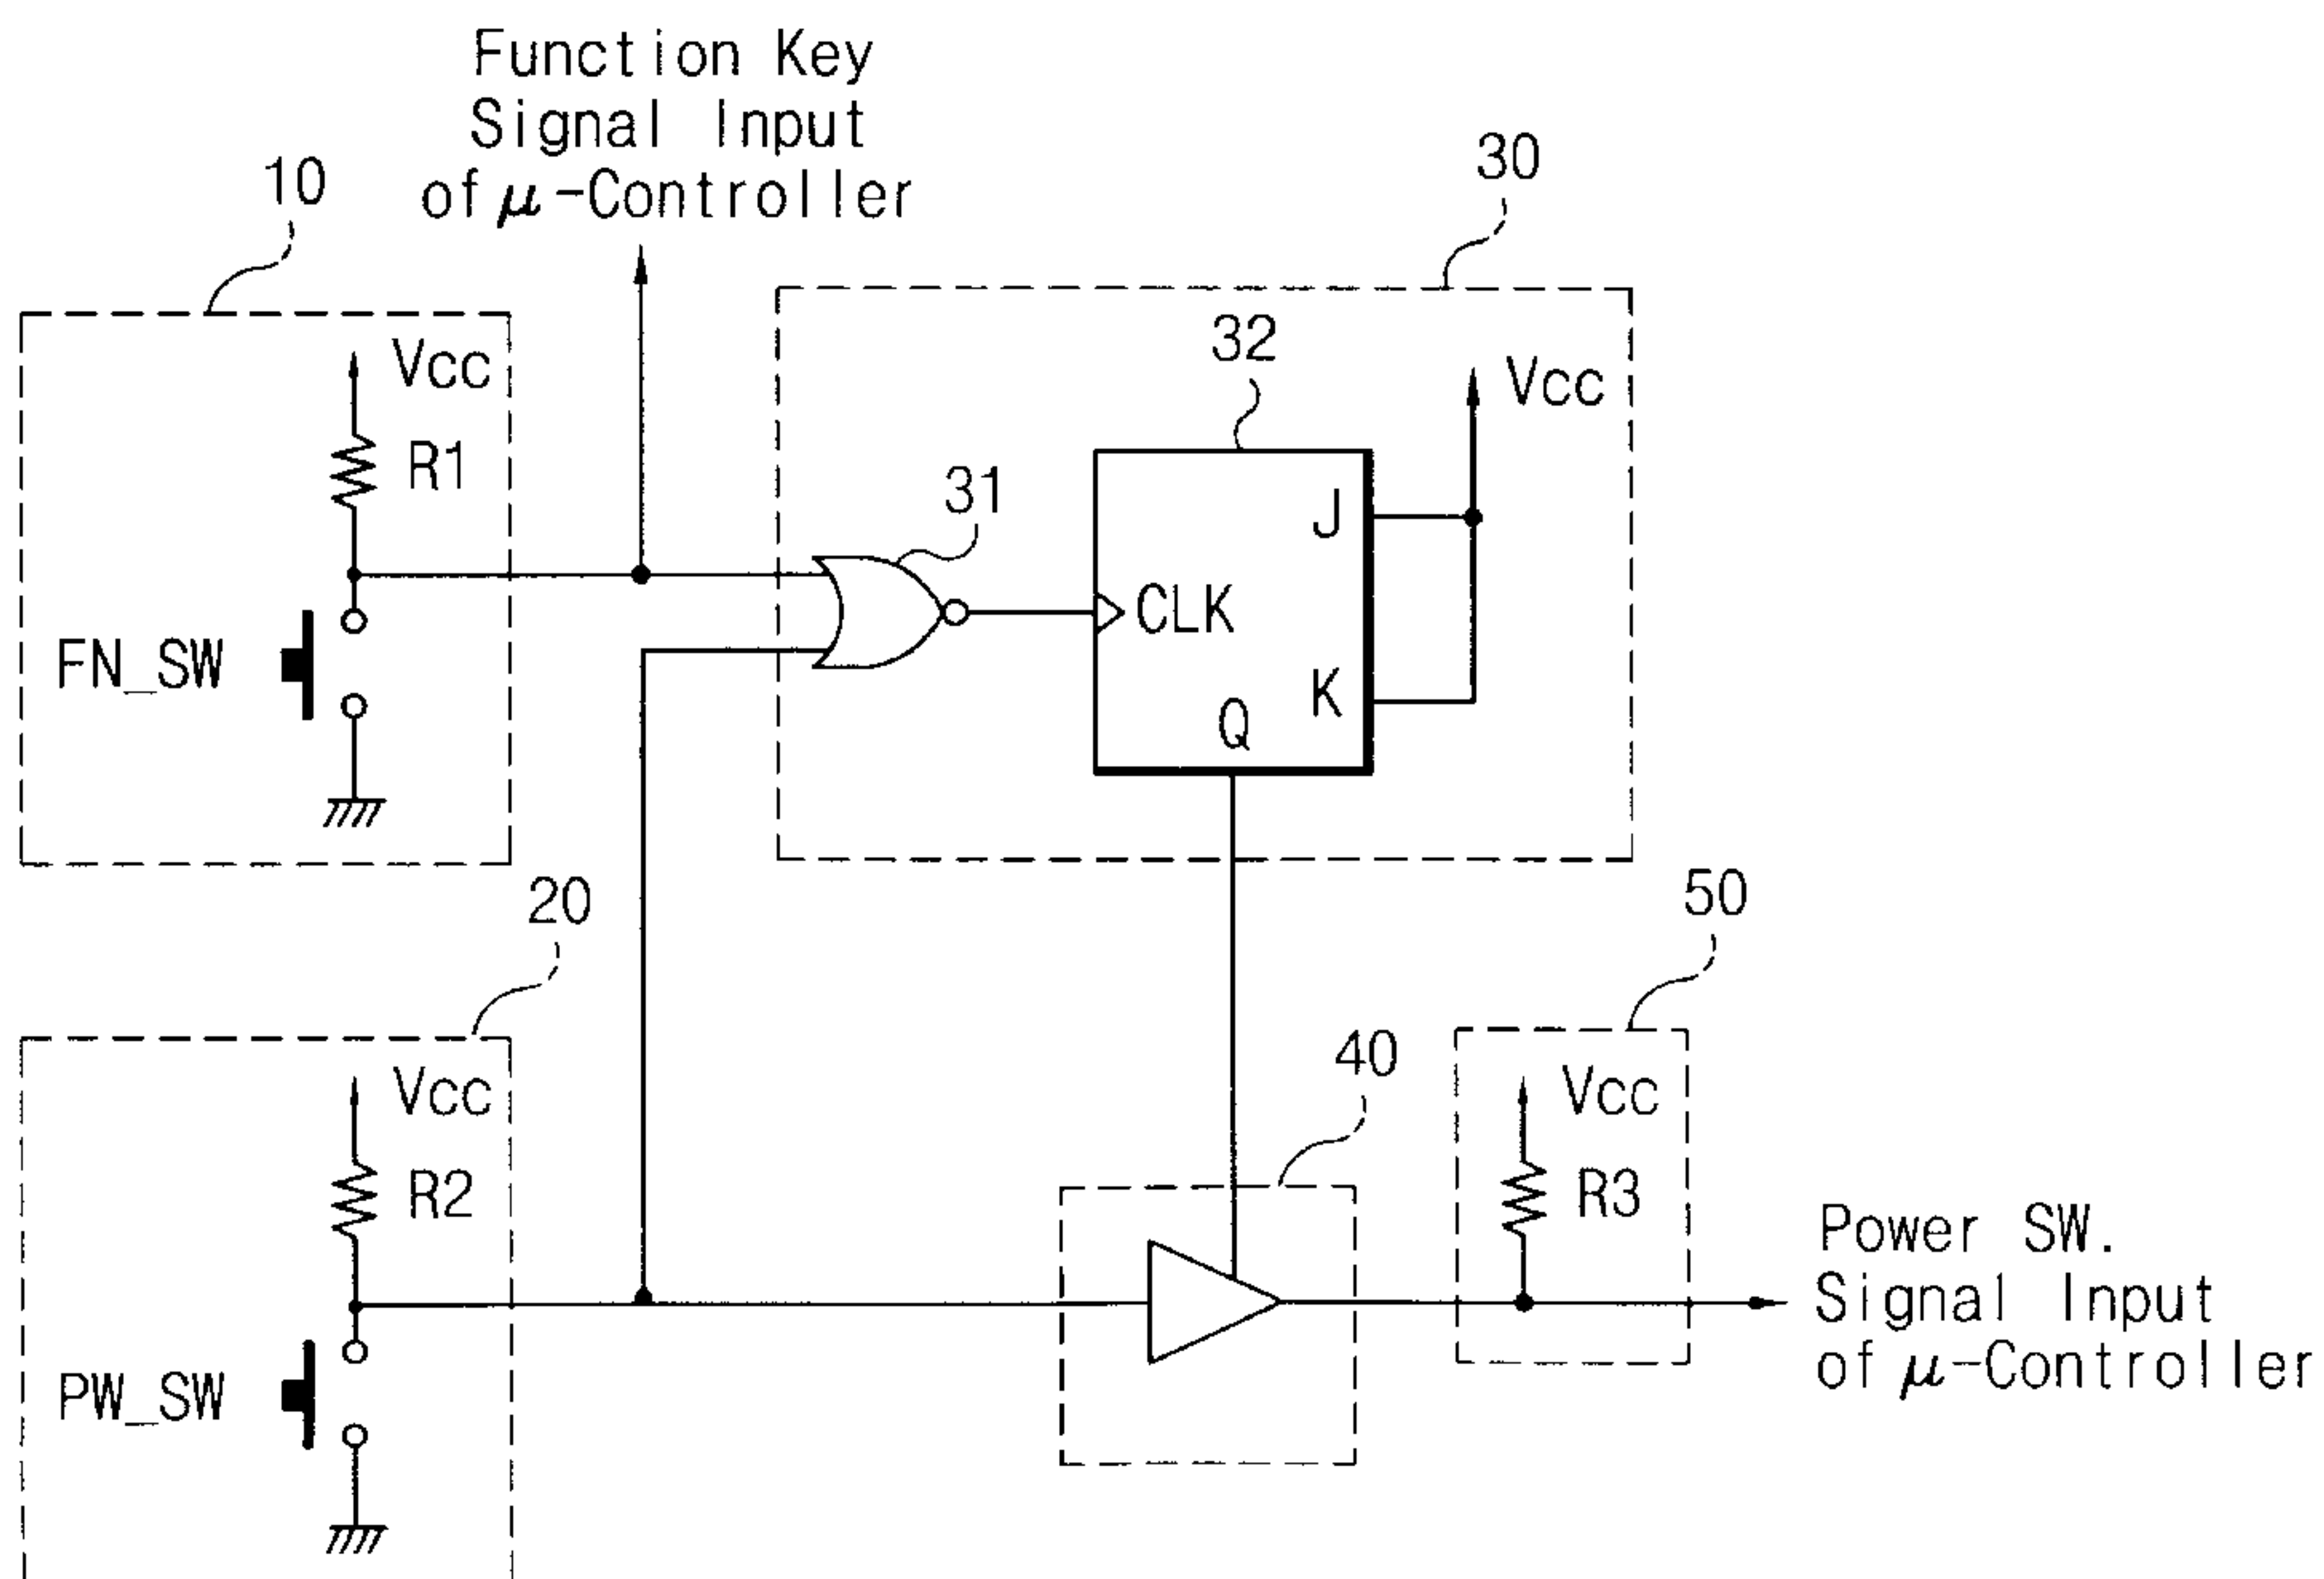 Function Key
Signal Input
of μ-Controller
10
30
Vcc
32
Vcc
R1
31
J
CLK
FN_SW
K
Q
20
50
40
Vcc
Vcc
R2
R3
Power SW.
Signal Input
of μ-Controller
PW_SW